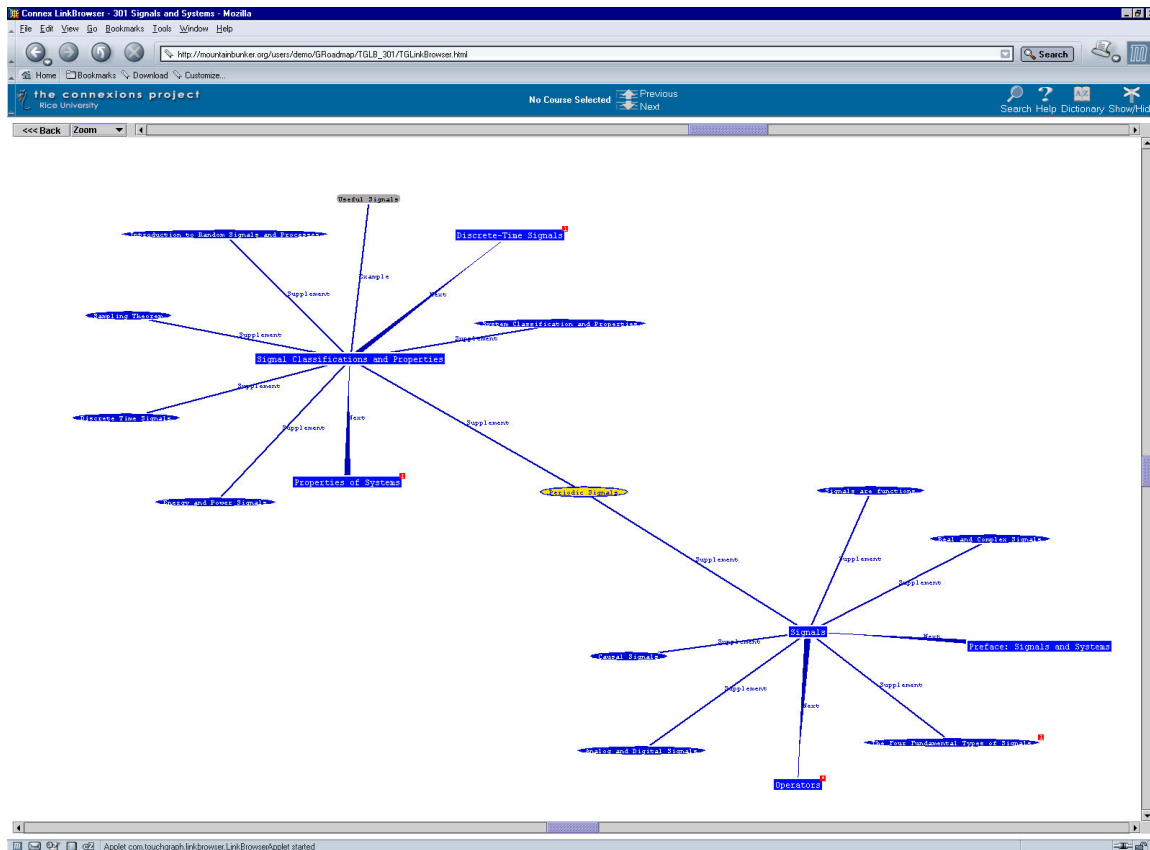 Connex LinkBrowser - 301 Signals and Systems - Mozilla
File Edit View Go Bookmarks Tools Window Help
http://mountainbunker.org/users/demo/GRoadmap/TGLB_301/TGLinkBrowser.html
Search
Home Bookmarks Download Customize...
the connexions project
Rice University
No Course Selected
Previous
Next
Search Help Dictionary Show/Hid
<<< Back Zoom
Useful Signals
Introduction to Random Signals and Processes
Discrete-Time Signals
1
Example
Supplement
Next
Sampling Theorem
System Classification and Properties
Supplement
Supplement
Signal Classifications and Properties
Supplement
Discrete Time Signals
Next
Supplement
Supplement
Properties of Systems
Energy and Power Signals
Periodic Signals
Signals are functions
Real and Complex Signals
Supplement
Supplement
Supplement
Signals
Next
Supplement
Preface: Signals and Systems
Causal Signals
Supplement
Supplement
Next
Analog and Digital Signals
The Four Fundamental Types of Signals
Operators
Applet com.touchgraph.linkbrowser.LinkBrowserApplet started